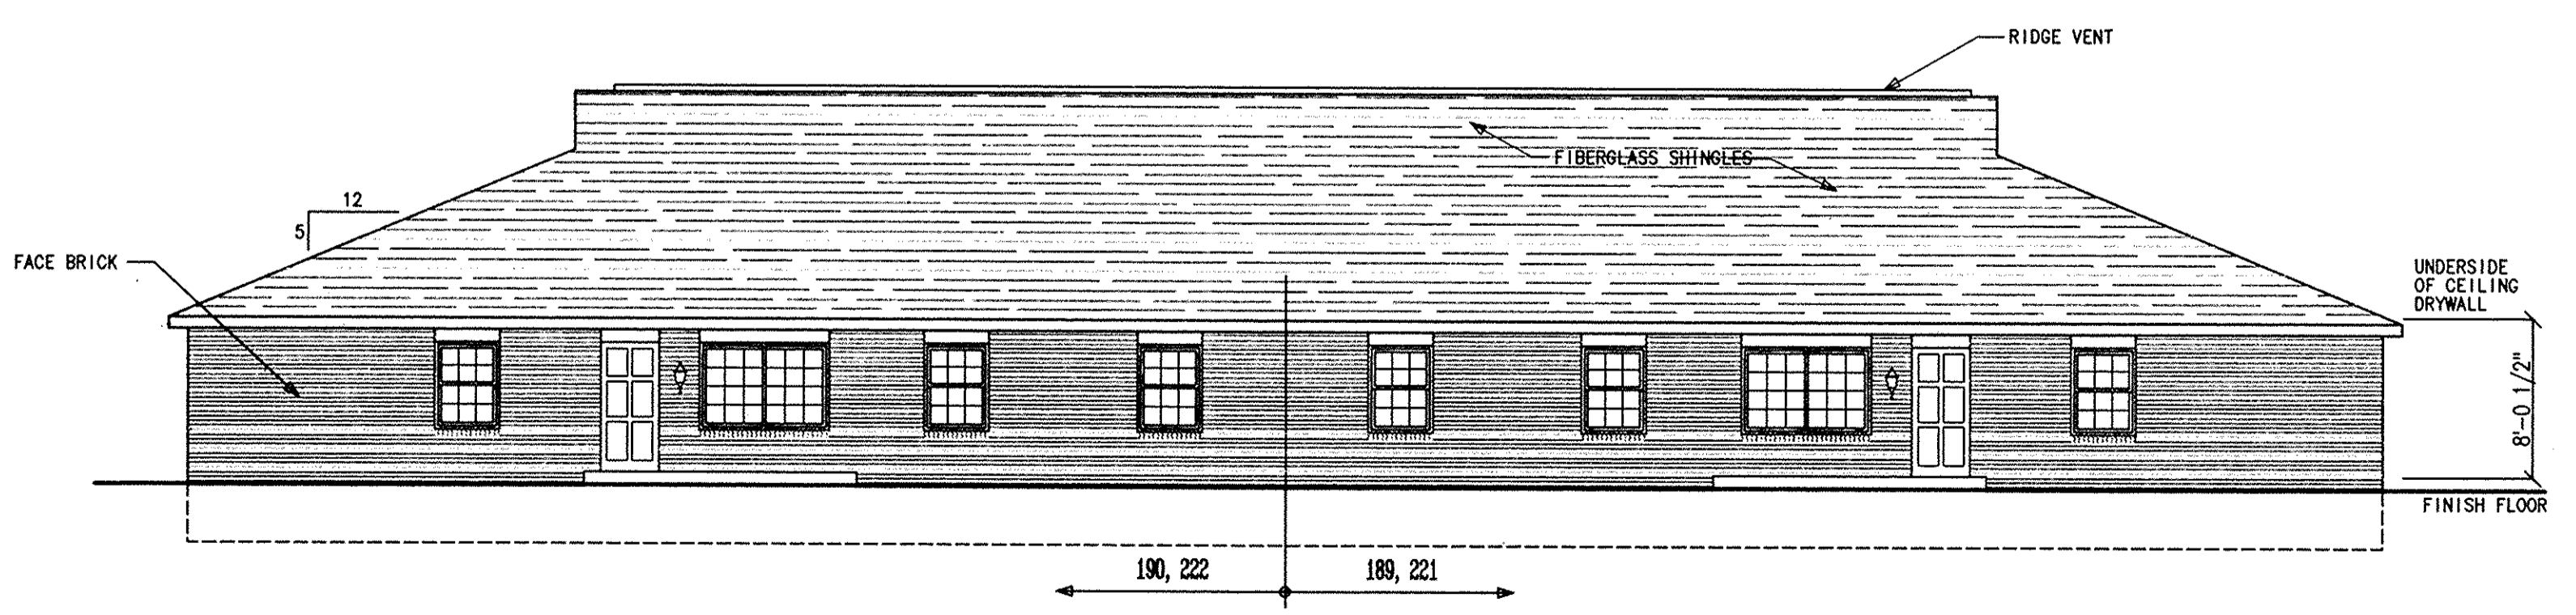 RIDGE VENT
FIBERGLASS SHINGLES
12
5
FACE BRICK
UNDERSIDE
OF CEILING
DRYWALL
8'-0 1/2"
FINISH FLOOR
190, 222
189, 221